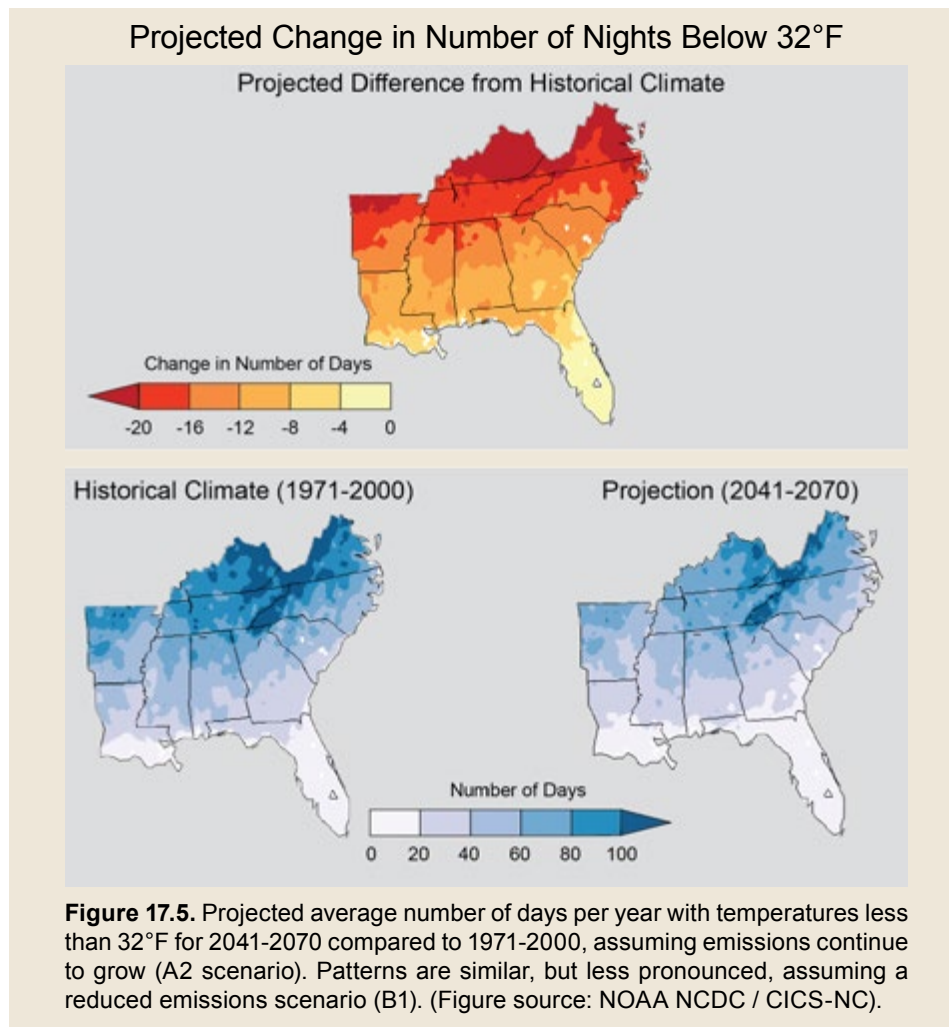 Projected Change in Number of Nights Below 32°F
Projected Difference from Historical Climate
Change in Number of Days
-20 -16 -12 -8 -4 0
Historical Climate (1971-2000)
Projection (2041-2070)
Number of Days
0 20 40 60 80 100
Figure 17.5. Projected average number of days per year with temperatures less
than 32°F for 2041-2070 compared to 1971-2000, assuming emissions continue
to grow (A2 scenario). Patterns are similar, but less pronounced, assuming a
reduced emissions scenario (B1). (Figure source: NOAA NCDC / CICS-NC).